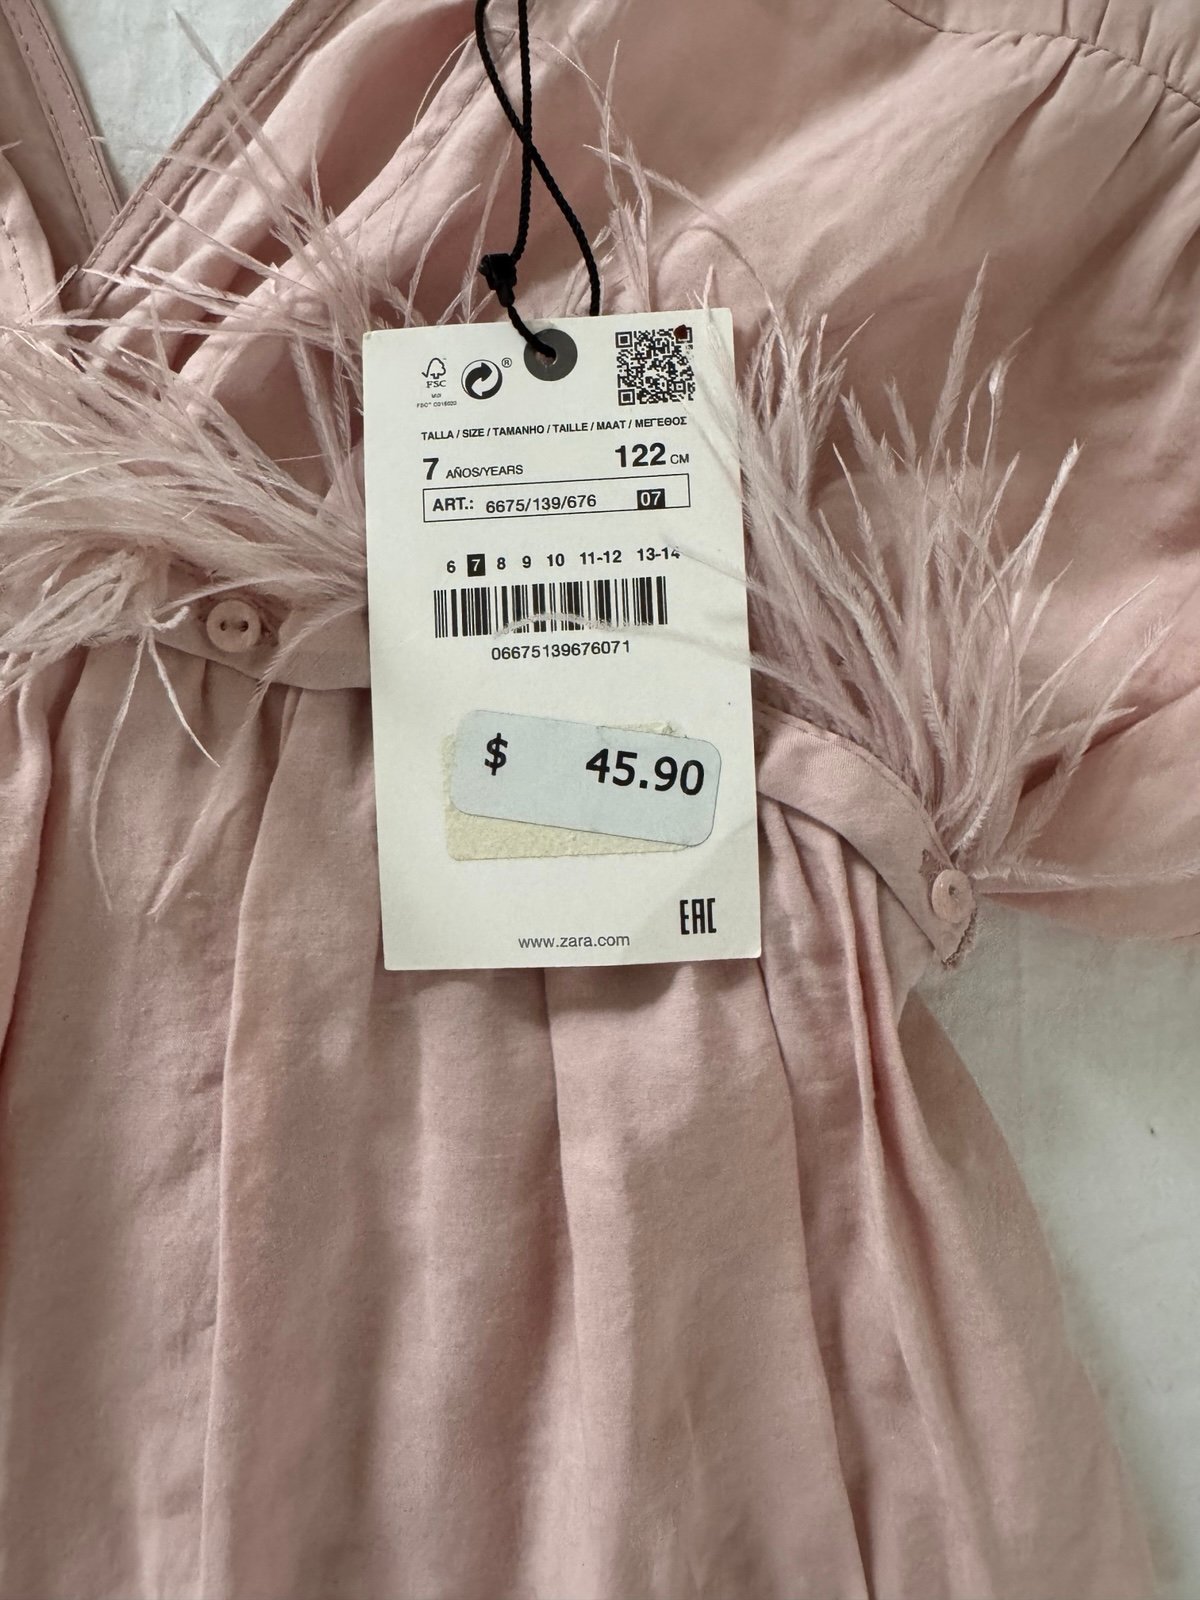 FSC
MIX
FSC™ C016020
®
TALLA / SIZE / TAMANHO / TAILLE / MAAT / ΜΕΓΕΘΟΣ
7 AÑOS/YEARS 122 CM
ART.: 6675/139/676 07
6 7 8 9 10 11-12 13-14
06675139676071
$ 45.90
EAC
www.zara.com